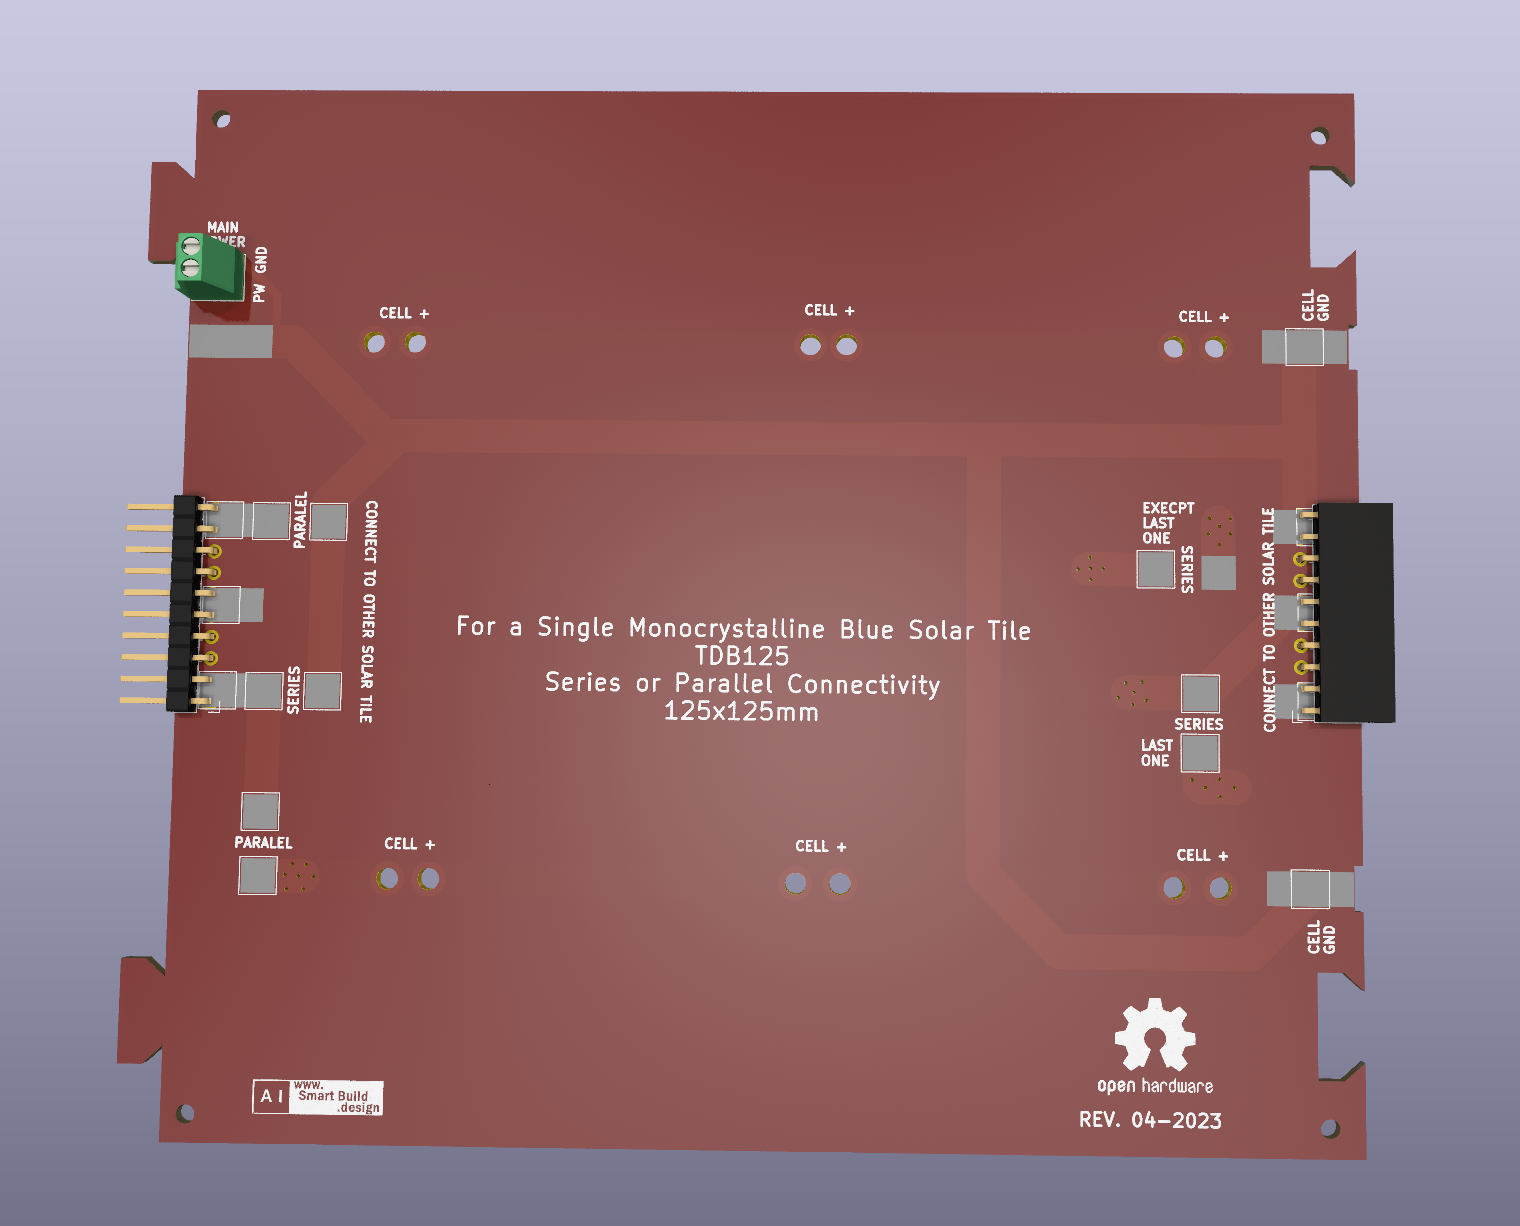 MAIN
GND
PW
CELL +
CELL +
CELL +
CELL
GND
PARALEL
CONNECT TO OTHER SOLAR TILE
SERIES
EXECPT
LAST
ONE
SERIES
CONNECT TO OTHER SOLAR TILE
For a Single Monocrystalline Blue Solar Tile
TDB125
Series or Parallel Connectivity
125x125mm
SERIES
LAST
ONE
PARALEL
CELL +
CELL +
CELL +
CELL
GND
open hardware
REV. 04-2023
AI
www.
Smart Build
.design